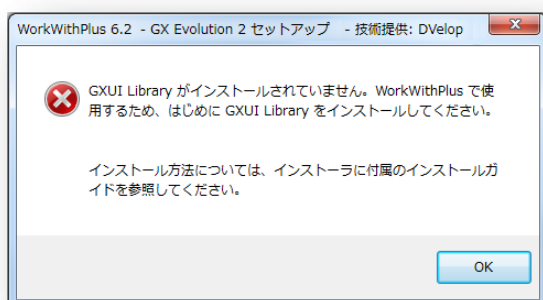 WorkWithPlus 6.2 - GX Evolution 2 セットアップ - 技術提供: DVelop
GXUI Library がインストールされていません。WorkWithPlus で使
用するため、はじめに GXUI Library をインストールしてください。
インストール方法については、インストーラに付属のインストールガ
イドを参照してください。
OK